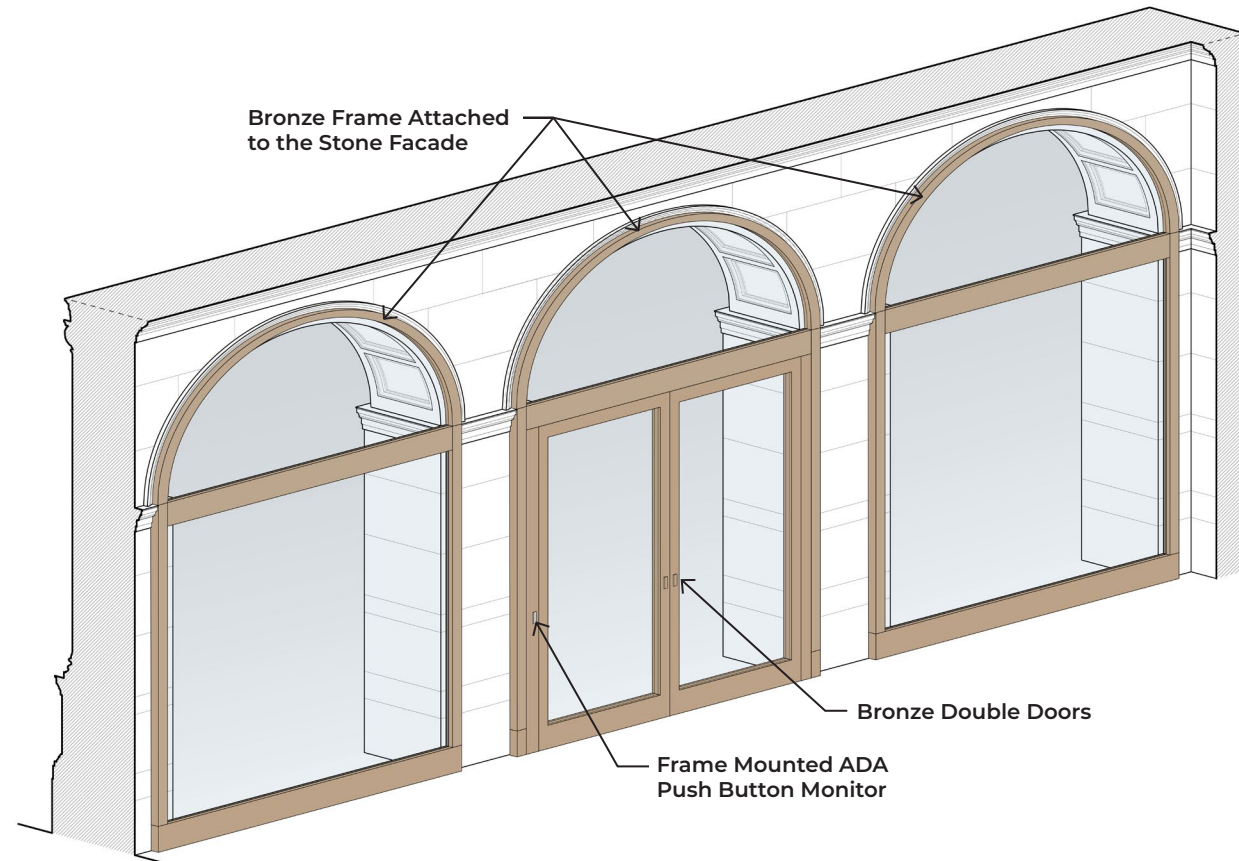 Bronze Frame Attached
to the Stone Facade
Bronze Double Doors
Frame Mounted ADA
Push Button Monitor